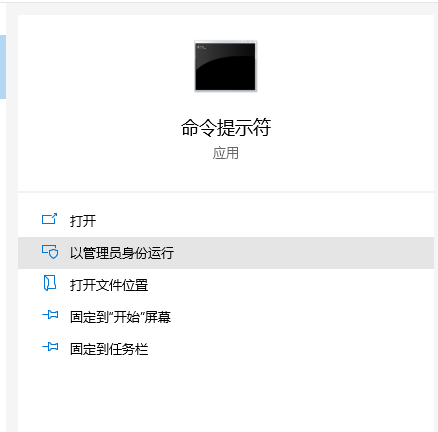 命令提示符
应用
打开
以管理员身份运行
打开文件位置
固定到"开始"屏幕
固定到任务栏